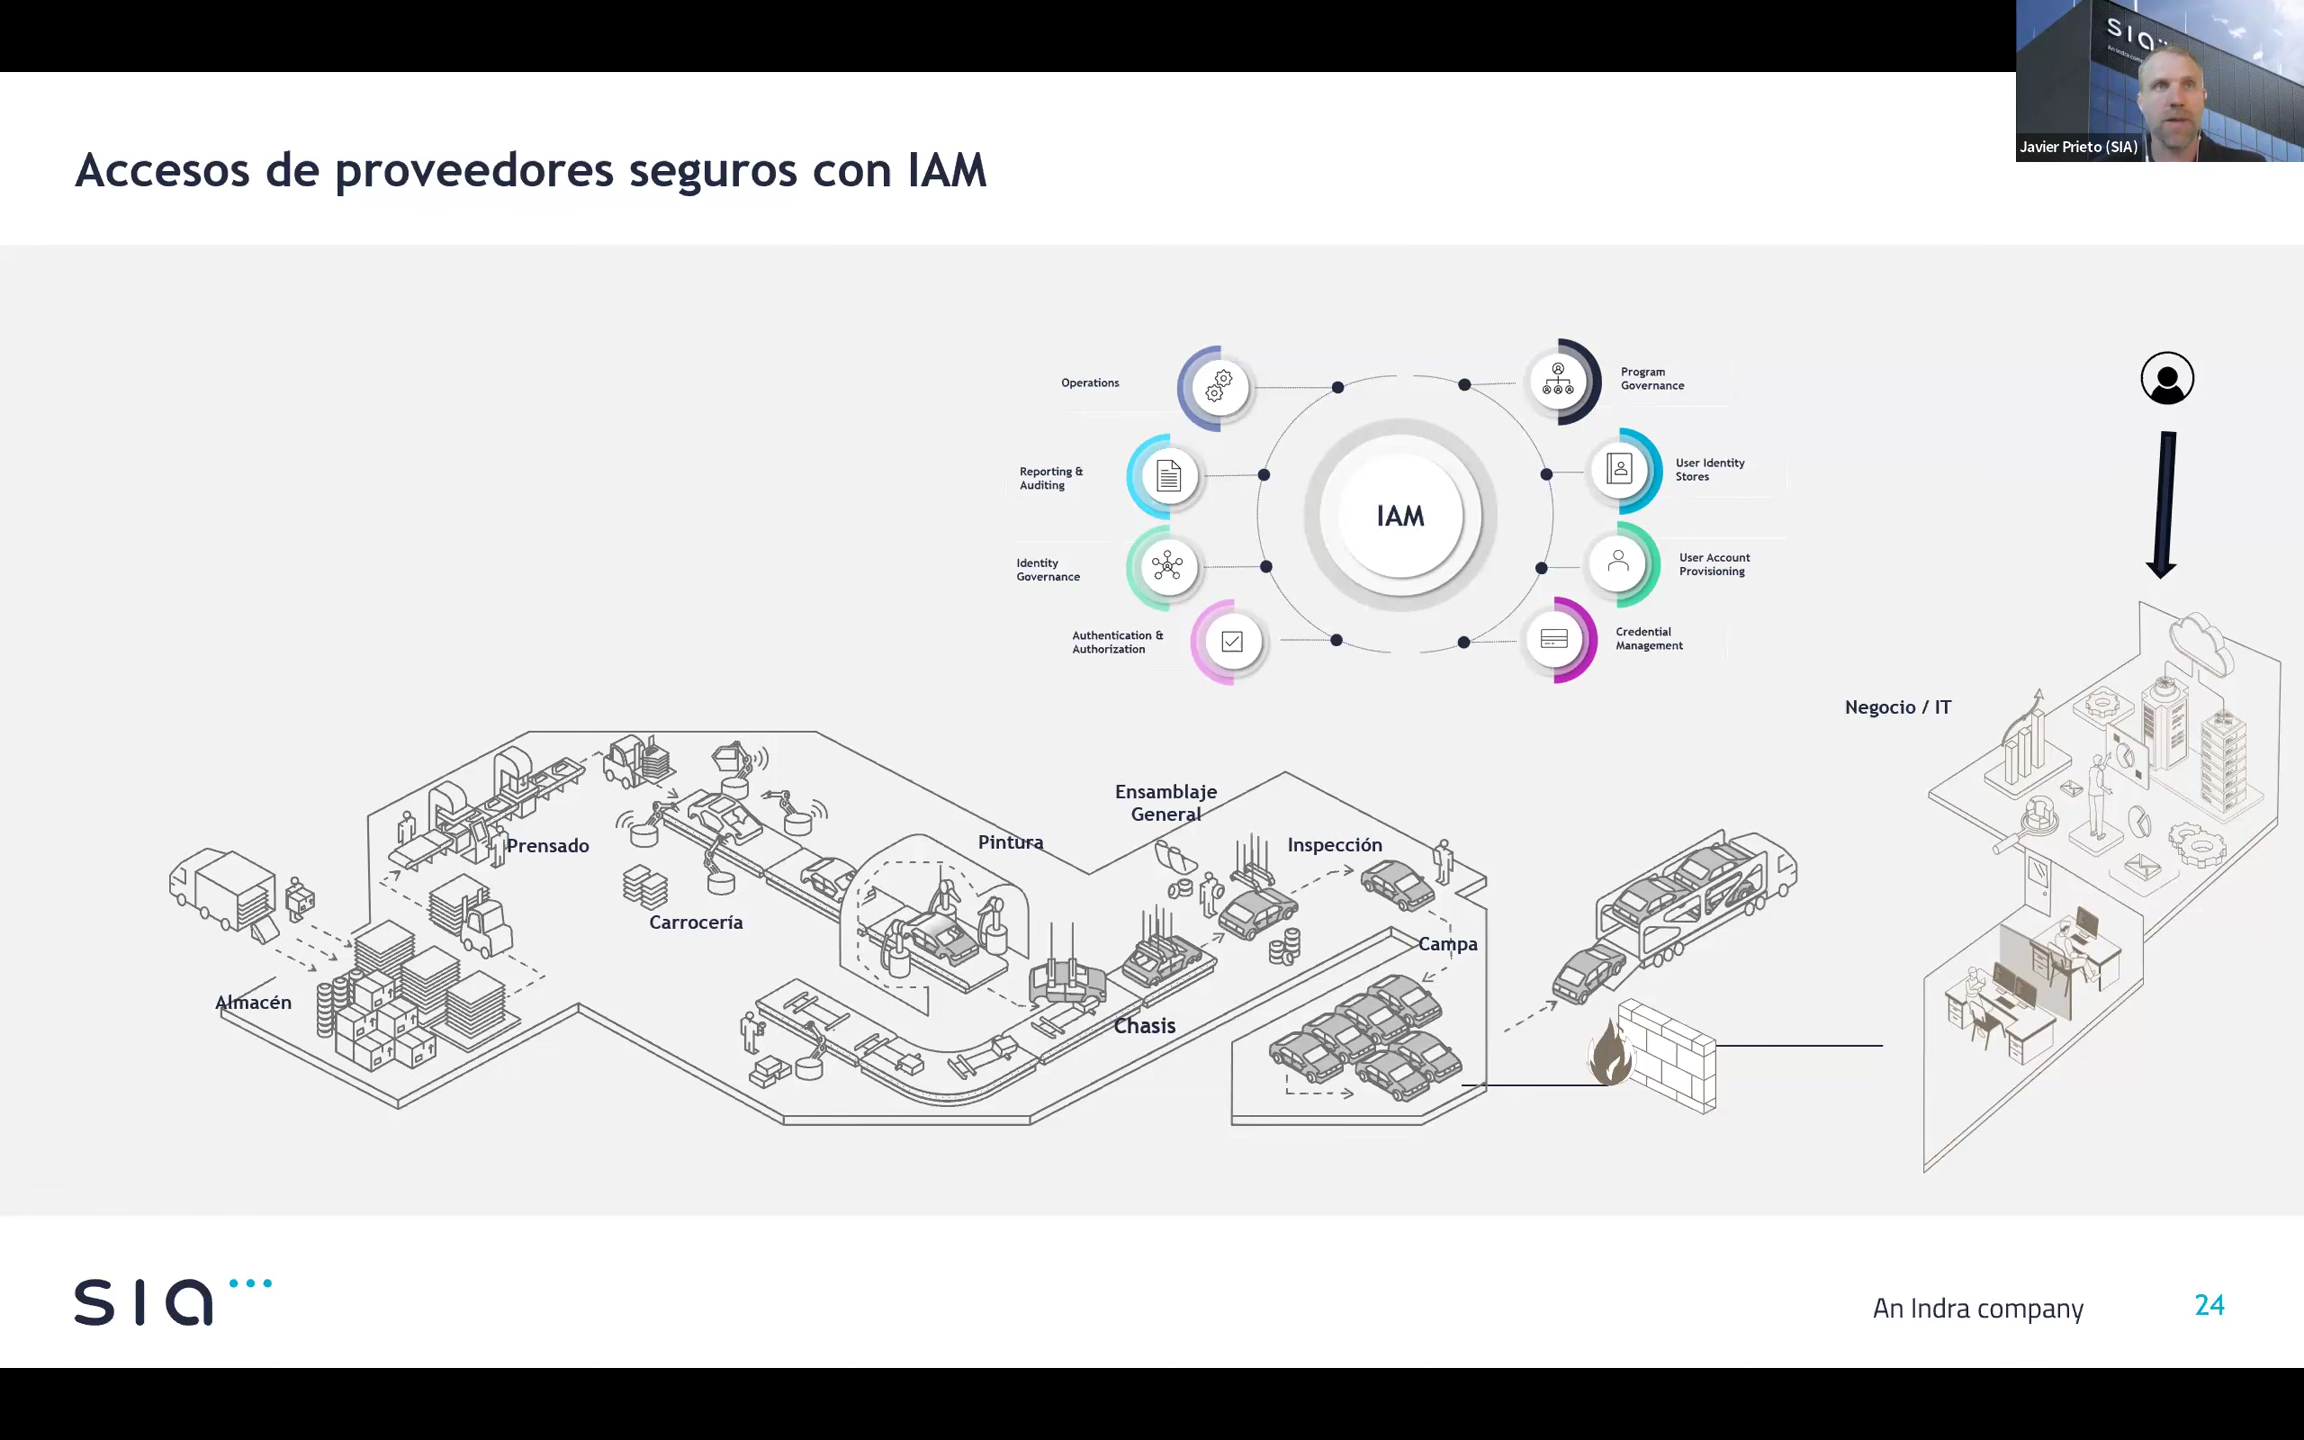 sia
Javier Prieto (SIA)
Accesos de proveedores seguros con IAM
Operations
Program
Governance
Reporting &
Auditing
User Identity
Stores
IAM
Identity
Governance
User Account
Provisioning
Authentication &
Authorization
Credential
Management
Negocio / IT
Ensamblaje
General
Prensado
Pintura
Inspección
Carrocería
Campa
Almacén
Chasis
sia
An Indra company
24